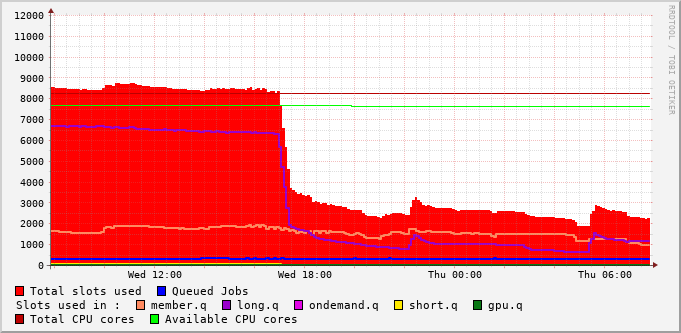 12000
11000
10000
9000
8000
7000
6000
5000
4000
3000
2000
1000
0
Wed 12:00 Wed 18:00 Thu 00:00 Thu 06:00
Total slots used Queued Jobs
Slots used in : member.q long.q ondemand.q short.q gpu.q
Total CPU cores Available CPU cores
RRDTOOL / TOBI OETIKER